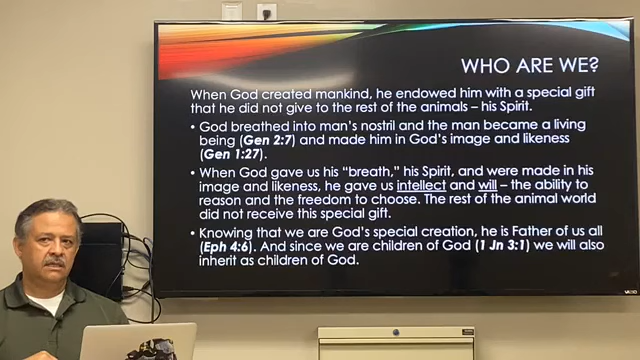 WHO ARE WE?
When God created mankind, he endowed him with a special gift
that he did not give to the rest of the animals – his Spirit.
• God breathed into man's nostril and the man became a living
being (Gen 2:7) and made him in God's image and likeness
(Gen 1:27).
• When God gave us his "breath," his Spirit, and were made in his
image and likeness, he gave us intellect and will – the ability to
reason and the freedom to choose. The rest of the animal world
did not receive this special gift.
• Knowing that we are God's special creation, he is Father of us all
(Eph 4:6). And since we are children of God (1 Jn 3:1) we will also
inherit as children of God.
VIZIO